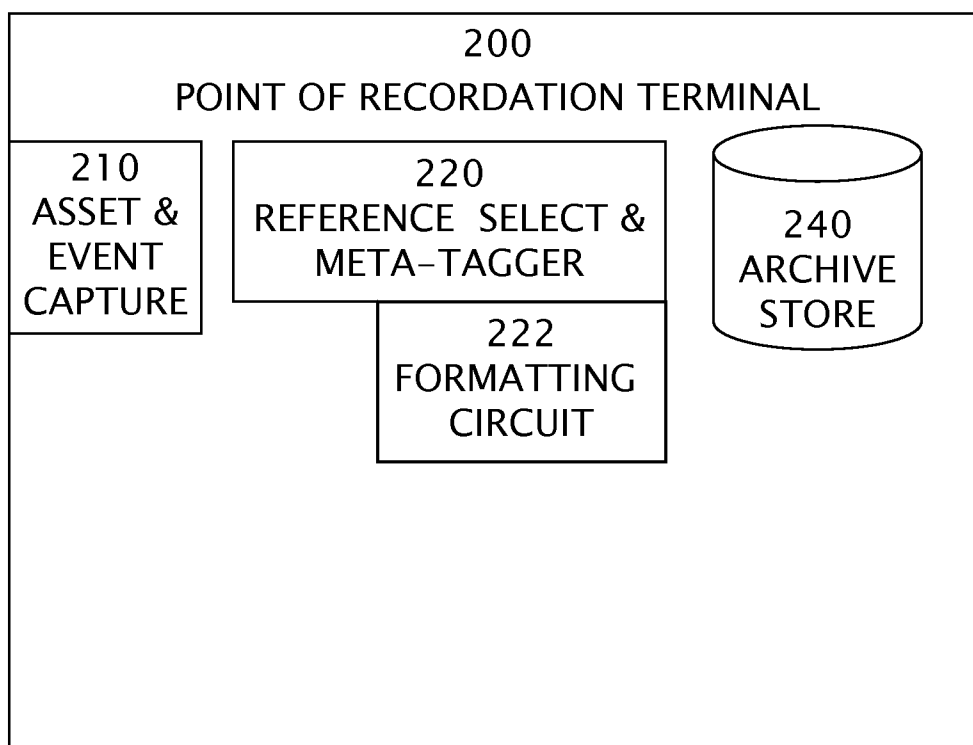 200
POINT OF RECORDATION TERMINAL
210
ASSET &
EVENT
CAPTURE
220
REFERENCE SELECT &
META-TAGGER
222
FORMATTING
CIRCUIT
240
ARCHIVE
STORE